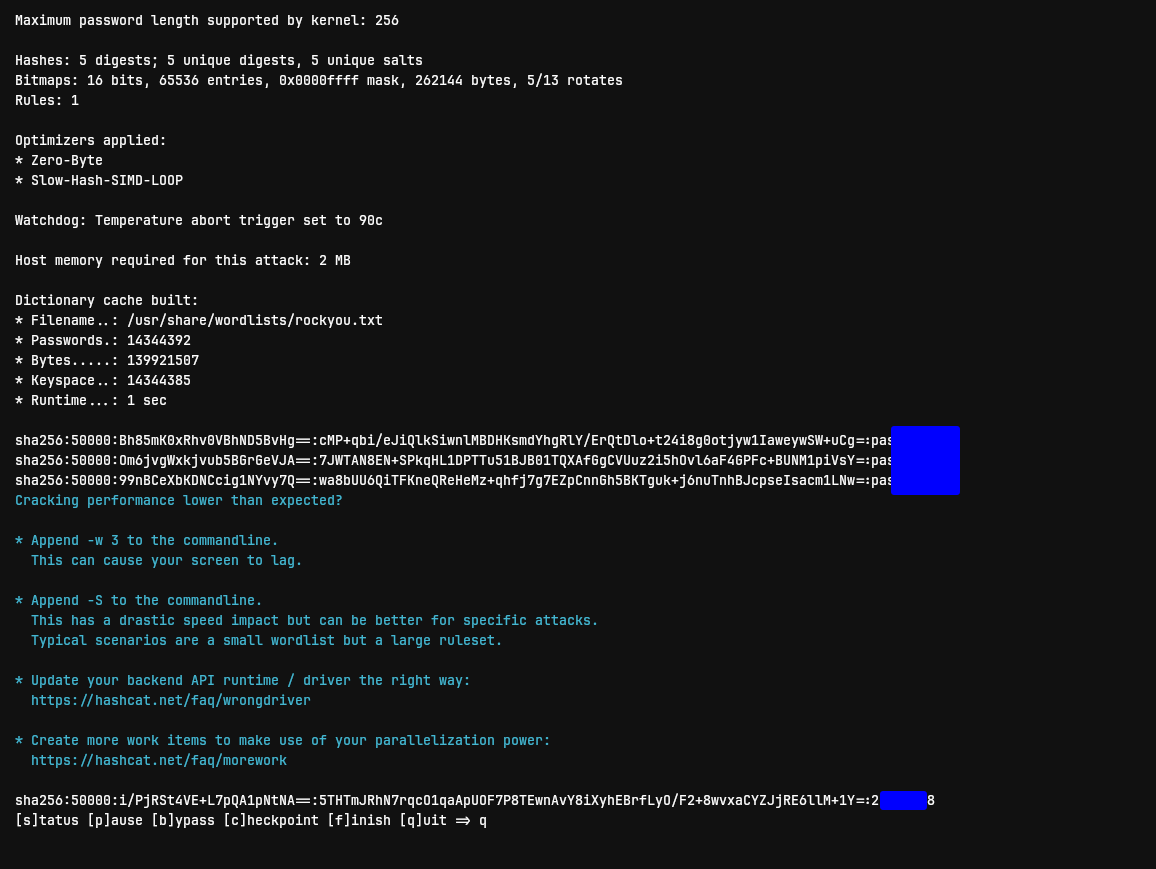 Maximum password length supported by kernel: 256
Hashes: 5 digests; 5 unique digests, 5 unique salts
Bitmaps: 16 bits, 65536 entries, 0x0000ffff mask, 262144 bytes, 5/13 rotates
Rules: 1
Optimizers applied:
* Zero-Byte
* Slow-Hash-SIMD-LOOP
Watchdog: Temperature abort trigger set to 90c
Host memory required for this attack: 2 MB
Dictionary cache built:
* Filename..: /usr/share/wordlists/rockyou.txt
* Passwords.: 14344392
* Bytes.....: 139921507
* Keyspace..: 14344385
* Runtime...: 1 sec
sha256:50000:Bh85mK0xRhv0VBhND5BvHg==:cMP+qbi/eJiQlkSiwnlMBDHKsmdYhgRlY/ErQtDlo+t24i8g0otjyw1IaweywSW+uCg=:pas
sha256:50000:Om6jvgWxkjvub5BGrGeVJA==:7JWTAN8EN+SPkqHL1DPTTu51BJB01TQXAfGgCVUuz2i5hOvl6aF4GPFc+BUNM1piVsY=:pas
sha256:50000:99nBCeXbKDNCcig1NYvy7Q==:wa8bUU6QiTFKneQReHeMz+qhfj7g7EZpCnnGh5BKTguk+j6nuTnhBJcpseIsacm1LNw=:pas
Cracking performance lower than expected?
* Append -w 3 to the commandline.
This can cause your screen to lag.
* Append -S to the commandline.
This has a drastic speed impact but can be better for specific attacks.
Typical scenarios are a small wordlist but a large ruleset.
* Update your backend API runtime / driver the right way:
https://hashcat.net/faq/wrongdriver
* Create more work items to make use of your parallelization power:
https://hashcat.net/faq/morework
sha256:50000:i/PjRSt4VE+L7pQA1pNtNA==:5THTmJRhN7rqcO1qaApUOF7P8TEwnAvY8iXyhEBrfLyO/F2+8wvxaCYZJjRE6llM+1Y=:2 8
[s]tatus [p]ause [b]ypass [c]heckpoint [f]inish [q]uit => q